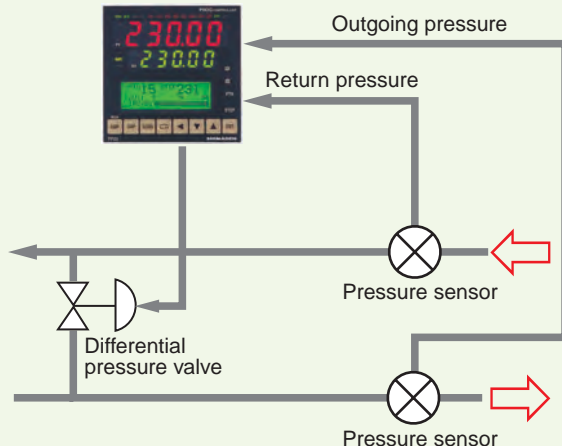 Outgoing pressure
230.00
230.00
Return pressure
Pressure sensor
Differential
pressure valve
Pressure sensor